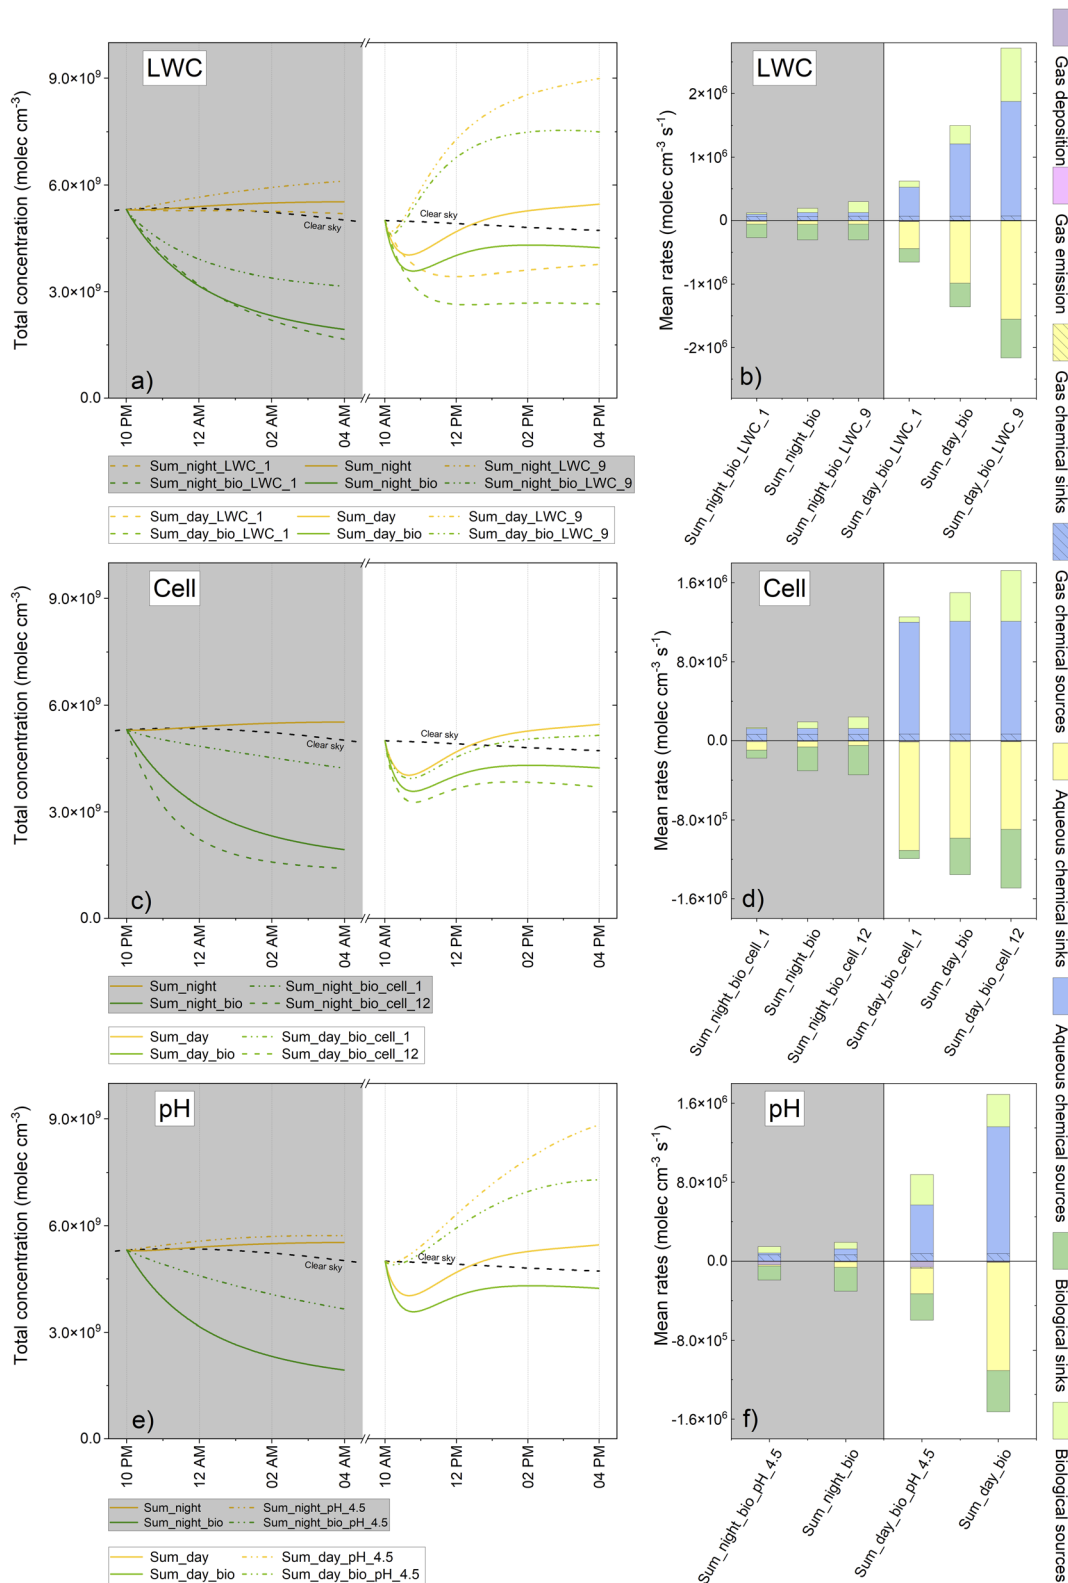 LWC
Total concentration (molec cm⁻³)
9.0×10⁹
6.0×10⁹
3.0×10⁹
0.0
Clear sky
Clear sky
a)
10 PM
12 AM
02 AM
04 AM
10 AM
12 PM
02 PM
04 PM
Sum_night_LWC_1
Sum_night
Sum_night_LWC_9
Sum_night_bio_LWC_1
Sum_night_bio
Sum_night_bio_LWC_9
Sum_day_LWC_1
Sum_day
Sum_day_LWC_9
Sum_day_bio_LWC_1
Sum_day_bio
Sum_day_bio_LWC_9
LWC
Mean rates (molec cm⁻³ s⁻¹)
2×10⁶
1×10⁶
0
-1×10⁶
-2×10⁶
b)
Sum_night_bio_LWC_1
Sum_night_bio
Sum_night_bio_LWC_9
Sum_day_bio_LWC_1
Sum_day_bio
Sum_day_bio_LWC_9
Cell
Total concentration (molec cm⁻³)
9.0×10⁹
6.0×10⁹
3.0×10⁹
0.0
Clear sky
Clear sky
c)
10 PM
12 AM
02 AM
04 AM
10 AM
12 PM
02 PM
04 PM
Sum_night
Sum_night_bio_cell_1
Sum_night_bio
Sum_night_bio_cell_12
Sum_day
Sum_day_bio_cell_1
Sum_day_bio
Sum_day_bio_cell_12
Cell
Mean rates (molec cm⁻³ s⁻¹)
1.6×10⁶
8.0×10⁵
0.0
-8.0×10⁵
-1.6×10⁶
d)
Sum_night_bio_cell_1
Sum_night_bio
Sum_night_bio_cell_12
Sum_day_bio_cell_1
Sum_day_bio
Sum_day_bio_cell_12
pH
Total concentration (molec cm⁻³)
9.0×10⁹
6.0×10⁹
3.0×10⁹
0.0
Clear sky
Clear sky
e)
10 PM
12 AM
02 AM
04 AM
10 AM
12 PM
02 PM
04 PM
Sum_night
Sum_night_pH_4.5
Sum_night_bio
Sum_night_bio_pH_4.5
Sum_day
Sum_day_pH_4.5
Sum_day_bio
Sum_day_bio_pH_4.5
pH
Mean rates (molec cm⁻³ s⁻¹)
1.6×10⁶
8.0×10⁵
0.0
-8.0×10⁵
-1.6×10⁶
f)
Sum_night_bio_pH_4.5
Sum_night_bio
Sum_day_bio_pH_4.5
Sum_day_bio
Gas deposition
Gas emission
Gas chemical sinks
Gas chemical sources
Aqueous chemical sinks
Aqueous chemical sources
Biological sinks
Biological sources